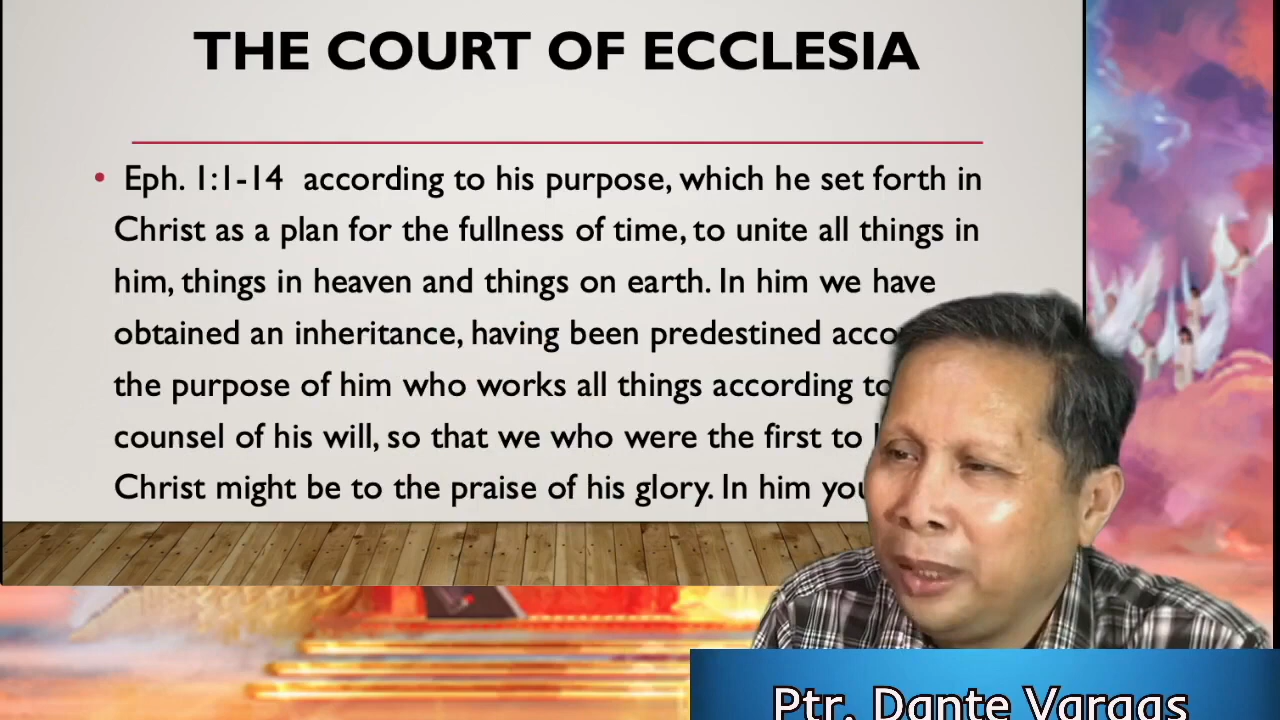 THE COURT OF ECCLESIA
• Eph. 1:1-14 according to his purpose, which he set forth in
Christ as a plan for the fullness of time, to unite all things in
him, things in heaven and things on earth. In him we have
obtained an inheritance, having been predestined
the purpose of him who works all things according to
counsel of his will, so that we who were the first to
Christ might be to the praise of his glory. In him you
Ptr. Dante Vargas